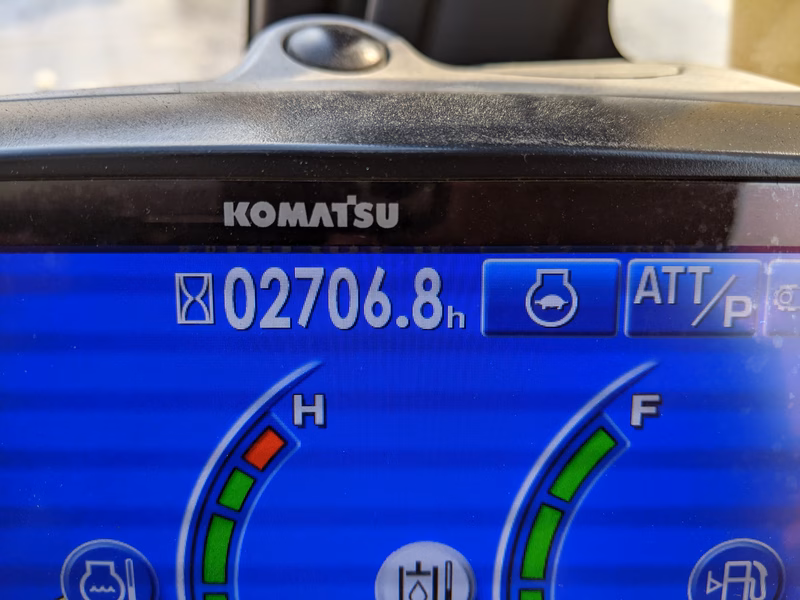 KOMATSU
02706.8h
ATT/P
H
F